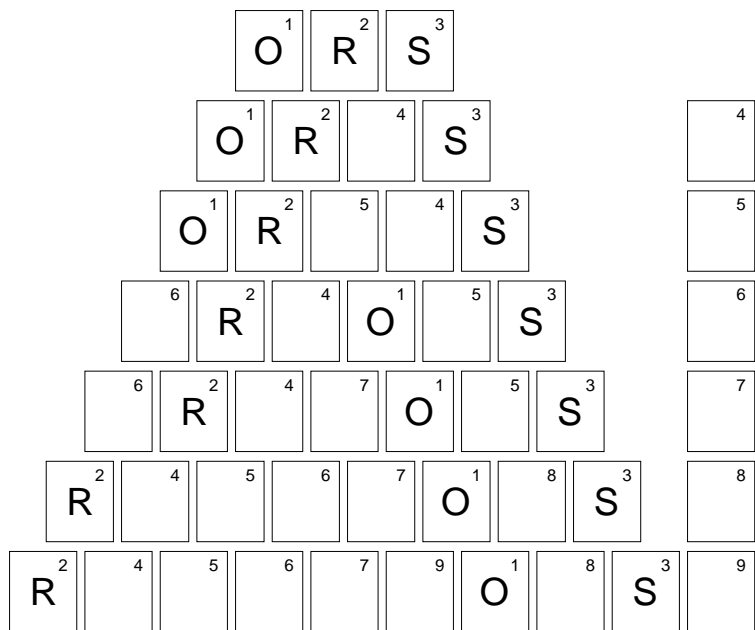 O 1 R 2 S 3
O 1 R 2 4 S 3 4
O 1 R 2 5 4 S 3 5
6 R 2 4 O 1 5 S 3 6
6 R 2 4 7 O 1 5 S 3 7
R 2 4 5 6 7 O 1 8 S 3 8
R 2 4 5 6 7 9 O 1 8 S 3 9